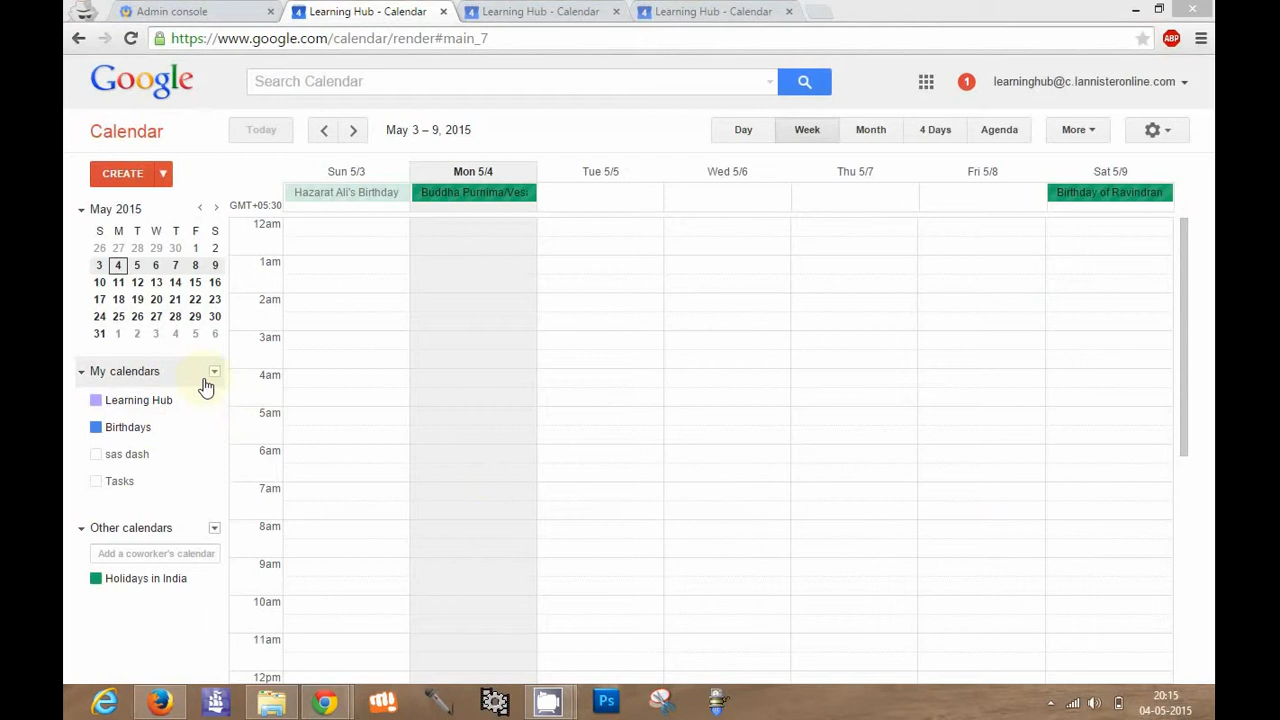 Admin console
Learning Hub - Calendar
Learning Hub - Calendar
Learning Hub - Calendar
https://www.google.com/calendar/render#main_7
ABP
Google
Search Calendar
1
learninghub@c.lannisteronline.com
Calendar
Today
May 3 – 9, 2015
Day
Week
Month
4 Days
Agenda
More
CREATE
Sun 5/3
Mon 5/4
Tue 5/5
Wed 5/6
Thu 5/7
Fri 5/8
Sat 5/9
Hazarat Ali's Birthday
Buddha Purnima/Vesa
Birthday of Ravindran
GMT+05:30
May 2015
S M T W T F S
26 27 28 29 30 1 2
3 4 5 6 7 8 9
10 11 12 13 14 15 16
17 18 19 20 21 22 23
24 25 26 27 28 29 30
31 1 2 3 4 5 6
My calendars
Learning Hub
Birthdays
sas dash
Tasks
Other calendars
Add a coworker's calendar
Holidays in India
12am
1am
2am
3am
4am
5am
6am
7am
8am
9am
10am
11am
12pm
Ps
20:15
04-05-2015